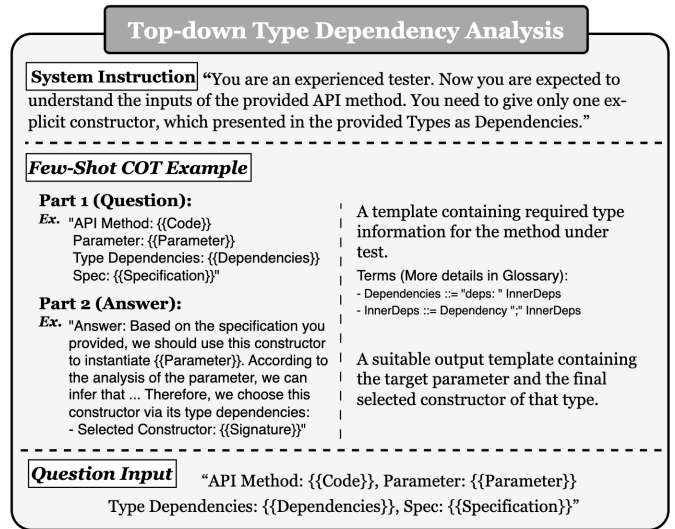 Top-down Type Dependency Analysis
System Instruction “You are an experienced tester. Now you are expected to
understand the inputs of the provided API method. You need to give only one ex-
plicit constructor, which presented in the provided Types as Dependencies.”
Few-Shot COT Example
Part 1 (Question):
Ex. "API Method: {{Code}}
Parameter: {{Parameter}}
Type Dependencies: {{Dependencies}}
Spec: {{Specification}}"
Part 2 (Answer):
Ex. "Answer: Based on the specification you
provided, we should use this constructor
to instantiate {{Parameter}}. According to
the analysis of the parameter, we can
infer that ... Therefore, we choose this
constructor via its type dependencies:
- Selected Constructor: {{Signature}}"
A template containing required type
information for the method under
test.
Terms (More details in Glossary):
- Dependencies ::= "deps: " InnerDeps
- InnerDeps ::= Dependency ";" InnerDeps
A suitable output template containing
the target parameter and the final
selected constructor of that type.
Question Input “API Method: {{Code}}, Parameter: {{Parameter}}
Type Dependencies: {{Dependencies}}, Spec: {{Specification}}”